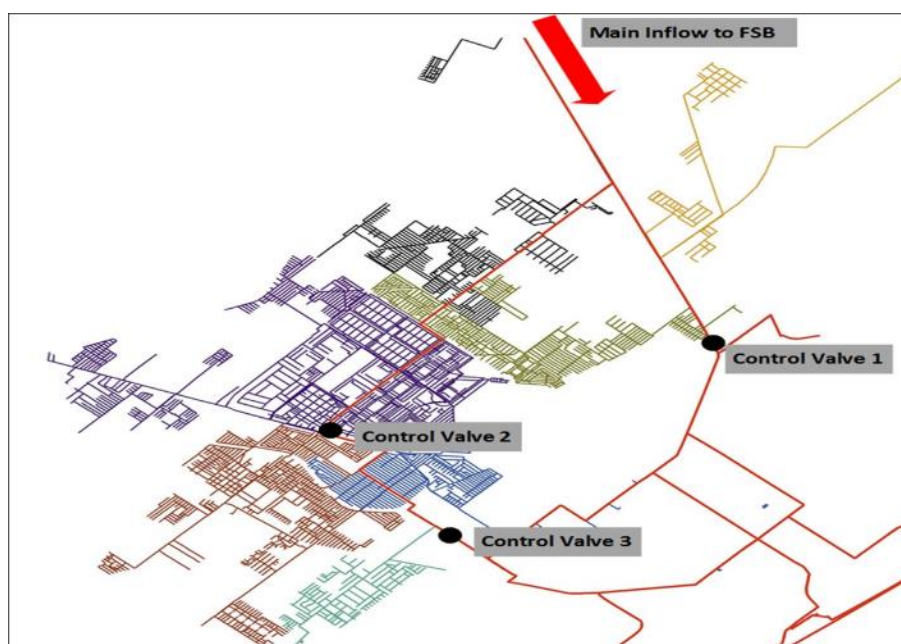 Main Inflow to FSB
Control Valve 1
Control Valve 2
Control Valve 3